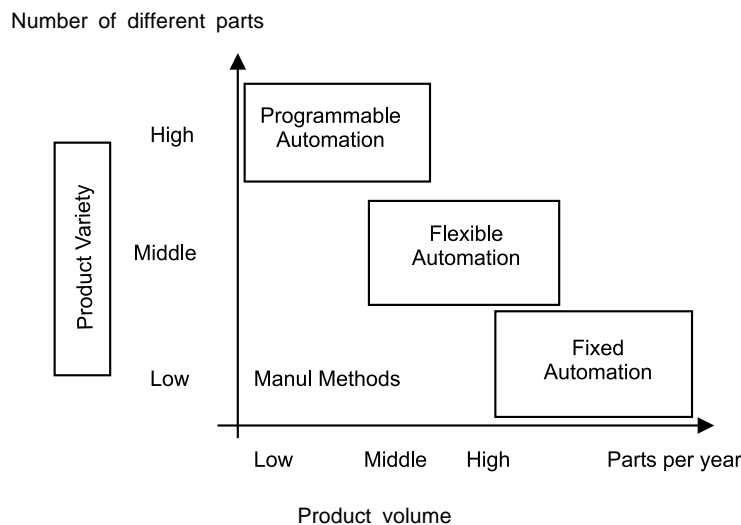 Number of different parts
Programmable
Automation
High
Product Variety
Flexible
Automation
Middle
Fixed
Automation
Low
Manul Methods
Low
Middle
High
Parts per year
Product volume